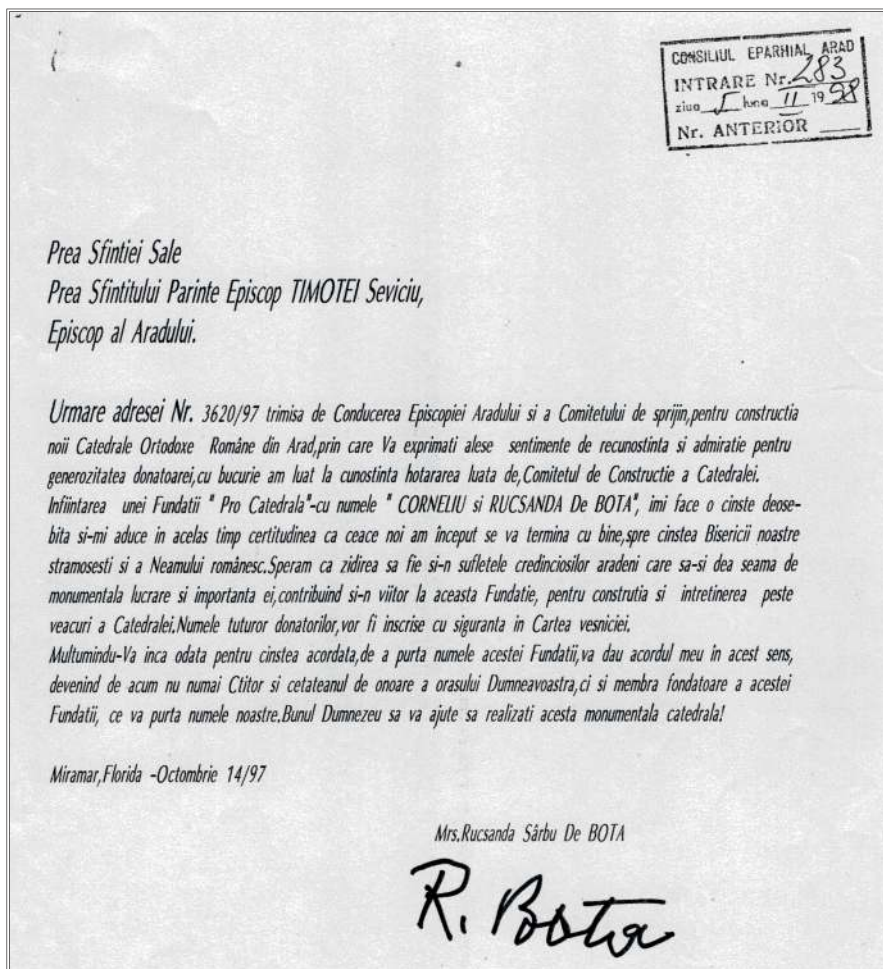 CONSILIUL EPARHIAL ARAD
INTRARE Nr. 283
ziua 5 luna 11 1998
Nr. ANTERIOR
Prea Sfintiei Sale
Prea Sfintitului Parinte Episcop TIMOTEI Seviciu,
Episcop al Aradului.
Urmare adresei Nr. 3620/97 trimisa de Conducerea Episcopiei Aradului si a Comitetului de sprijin,pentru constructia
noii Catedrale Ortodoxe Române din Arad,prin care Va exprimati alese sentimente de recunostinta si admiratie pentru
generozitatea donatoarei,cu bucurie am luat la cunostinta hotararea luata de,Comitetul de Constructie a Catedralei.
Infiintarea unei Fundatii " Pro Catedrala"-cu numele " CORNELIU si RUCSANDA De BOTA", imi face o cinste deose-
bita si-mi aduce in acelas timp certitudinea ca ceace noi am început se va termina cu bine,spre cinstea Bisericii noastre
stramosesti si a Neamului românesc.Speram ca zidirea sa fie si-n sufletele credinciosilor aradeni care sa-si dea seama de
monumentala lucrare si importanta ei,contribuind si-n viitor la aceasta Fundatie, pentru construtia si intretinerea peste
veacuri a Catedralei.Numele tuturor donatorilor,vor fi inscrise cu siguranta in Cartea vesniciei.
Multumindu-Va inca odata pentru cinstea acordata,de a purta numele acestei Fundatii,va dau acordul meu în acest sens,
devenind de acum nu numai Ctitor si cetateanul de onoare a orasului Dumneavoastra,ci si membra fondatoare a acestei
Fundatii, ce va purta numele noastre.Bunul Dumnezeu sa va ajute sa realizati acesta monumentala catedrala!
Miramar,Florida -Octombrie 14/97
Mrs.Rucsanda Sârbu De BOTA
R. Bota